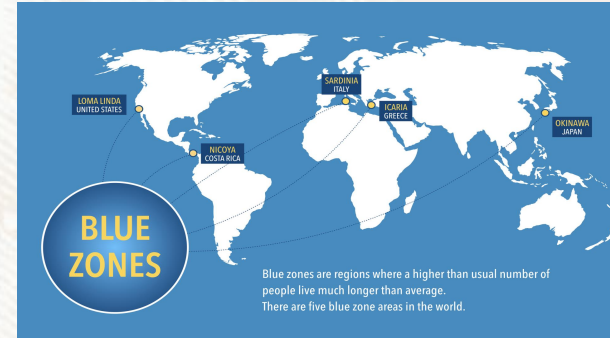 SARDINIA
ITALY
LOMA LINDA
UNITED STATES
ICARIA
GREECE
OKINAWA
JAPAN
NICOYA
COSTA RICA
BLUE
ZONES
Blue zones are regions where a higher than usual number of
people live much longer than average.
There are five blue zone areas in the world.